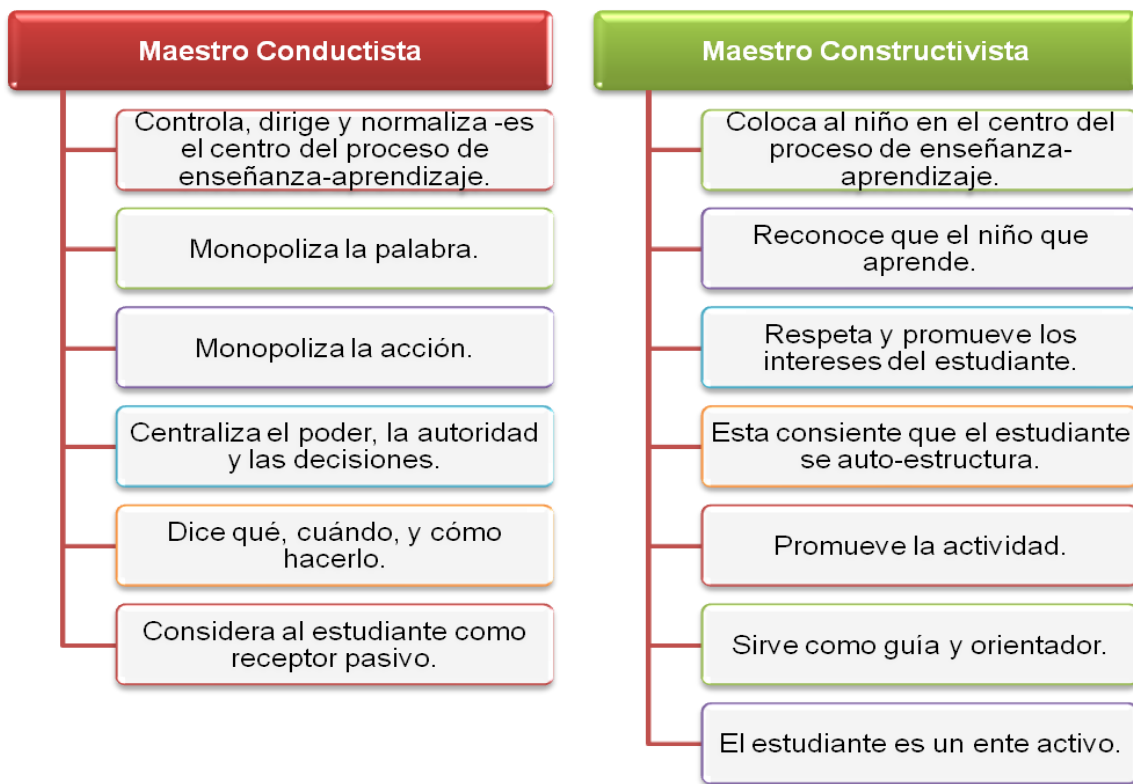 Maestro Conductista
Controla, dirige y normaliza -es
el centro del proceso de
enseñanza-aprendizaje.
Monopoliza la palabra.
Monopoliza la acción.
Centraliza el poder, la autoridad
y las decisiones.
Dice qué, cuándo, y cómo
hacerlo.
Considera al estudiante como
receptor pasivo.
Maestro Constructivista
Coloca al niño en el centro del
proceso de enseñanza-
aprendizaje.
Reconoce que el niño que
aprende.
Respeta y promueve los
intereses del estudiante.
Esta consiente que el estudiante
se auto-estructura.
Promueve la actividad.
Sirve como guía y orientador.
El estudiante es un ente activo.